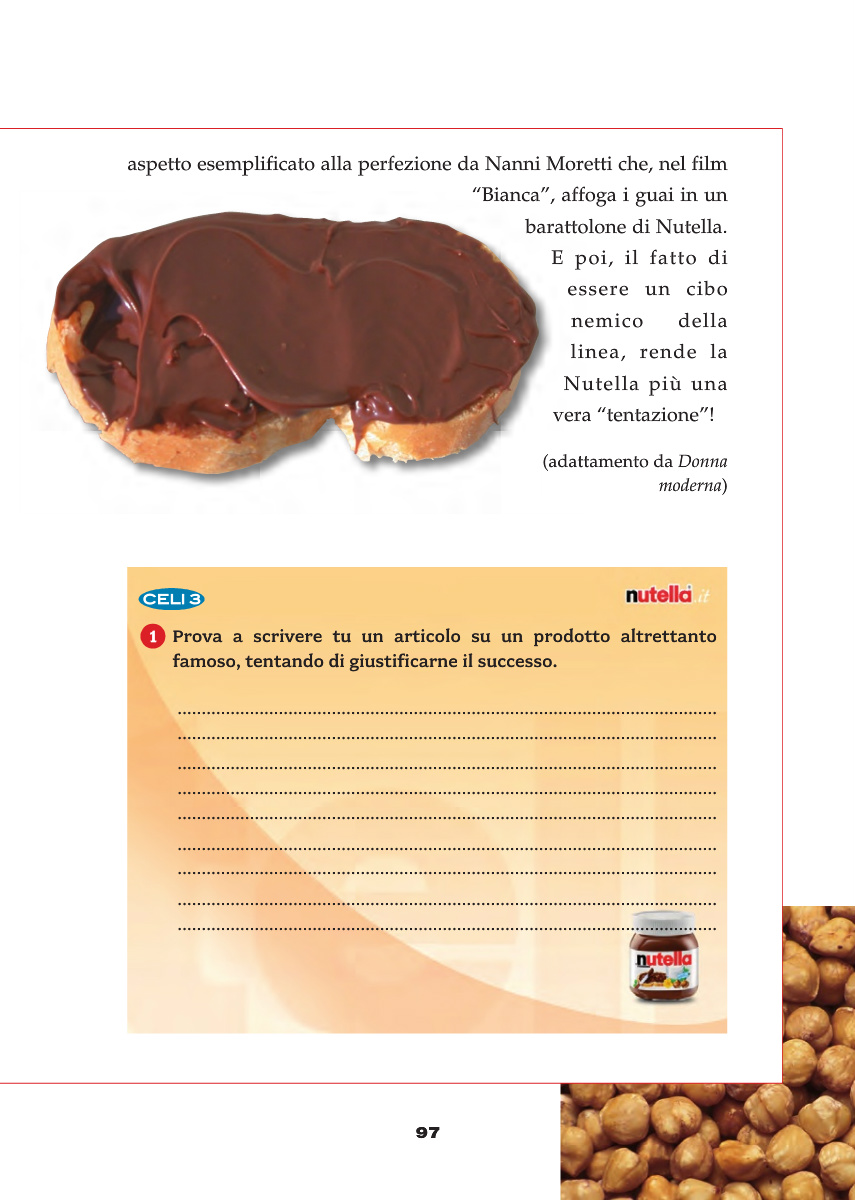 aspetto esemplificato alla perfezione da Nanni Moretti che, nel film
“Bianca”, affoga i guai in un
barattolone di Nutella.
E poi, il fatto di
essere un cibo
nemico della
linea, rende la
Nutella più una
vera “tentazione”!
(adattamento da Donna
moderna)
CELI 3
nutella.it
1 Prova a scrivere tu un articolo su un prodotto altrettanto
famoso, tentando di giustificarne il successo.
nutella
97